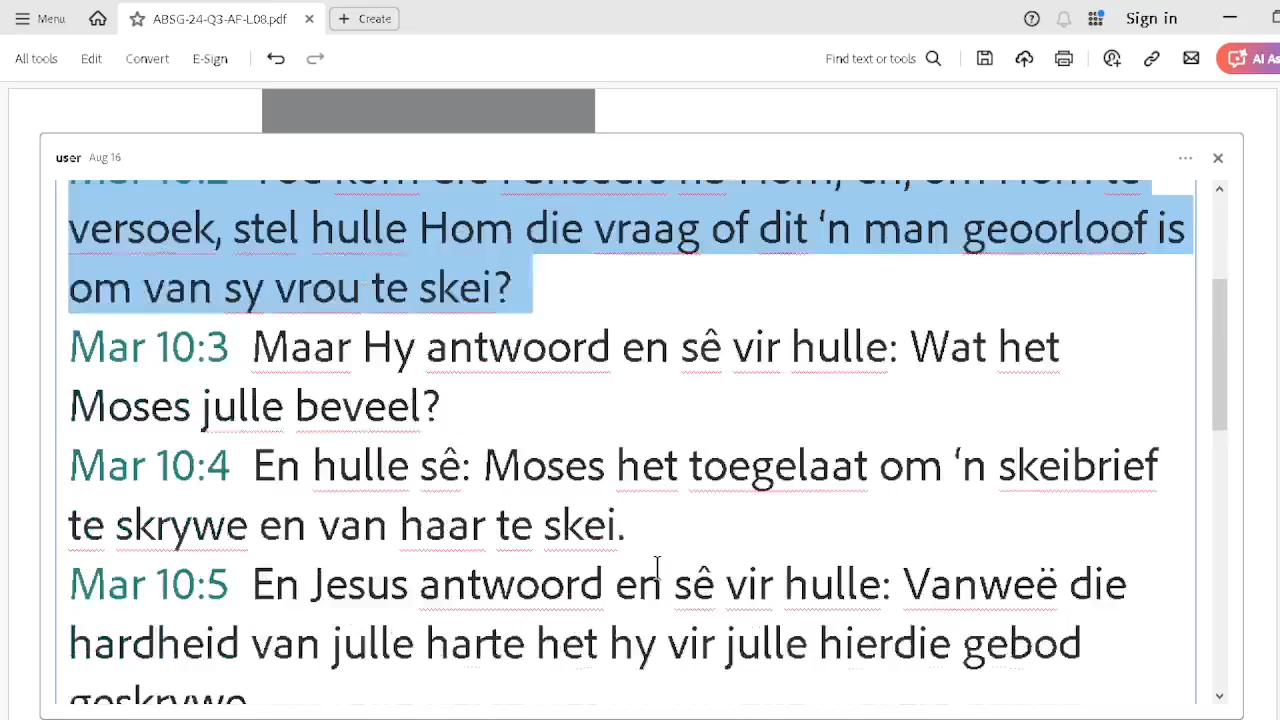 Menu ABSG-24-Q3-AF-L08.pdf Create Sign in
All tools Edit Convert E-Sign Find text or tools
user Aug 16
versoek, stel hulle Hom die vraag of dit ‘n man geoorloof is
om van sy vrou te skei?
Mar 10:3 Maar Hy antwoord en sê vir hulle: Wat het
Moses julle beveel?
Mar 10:4 En hulle sê: Moses het toegelaat om ‘n skeibrief
te skrywe en van haar te skei.
Mar 10:5 En Jesus antwoord en sê vir hulle: Vanweë die
hardheid van julle harte het hy vir julle hierdie gebod